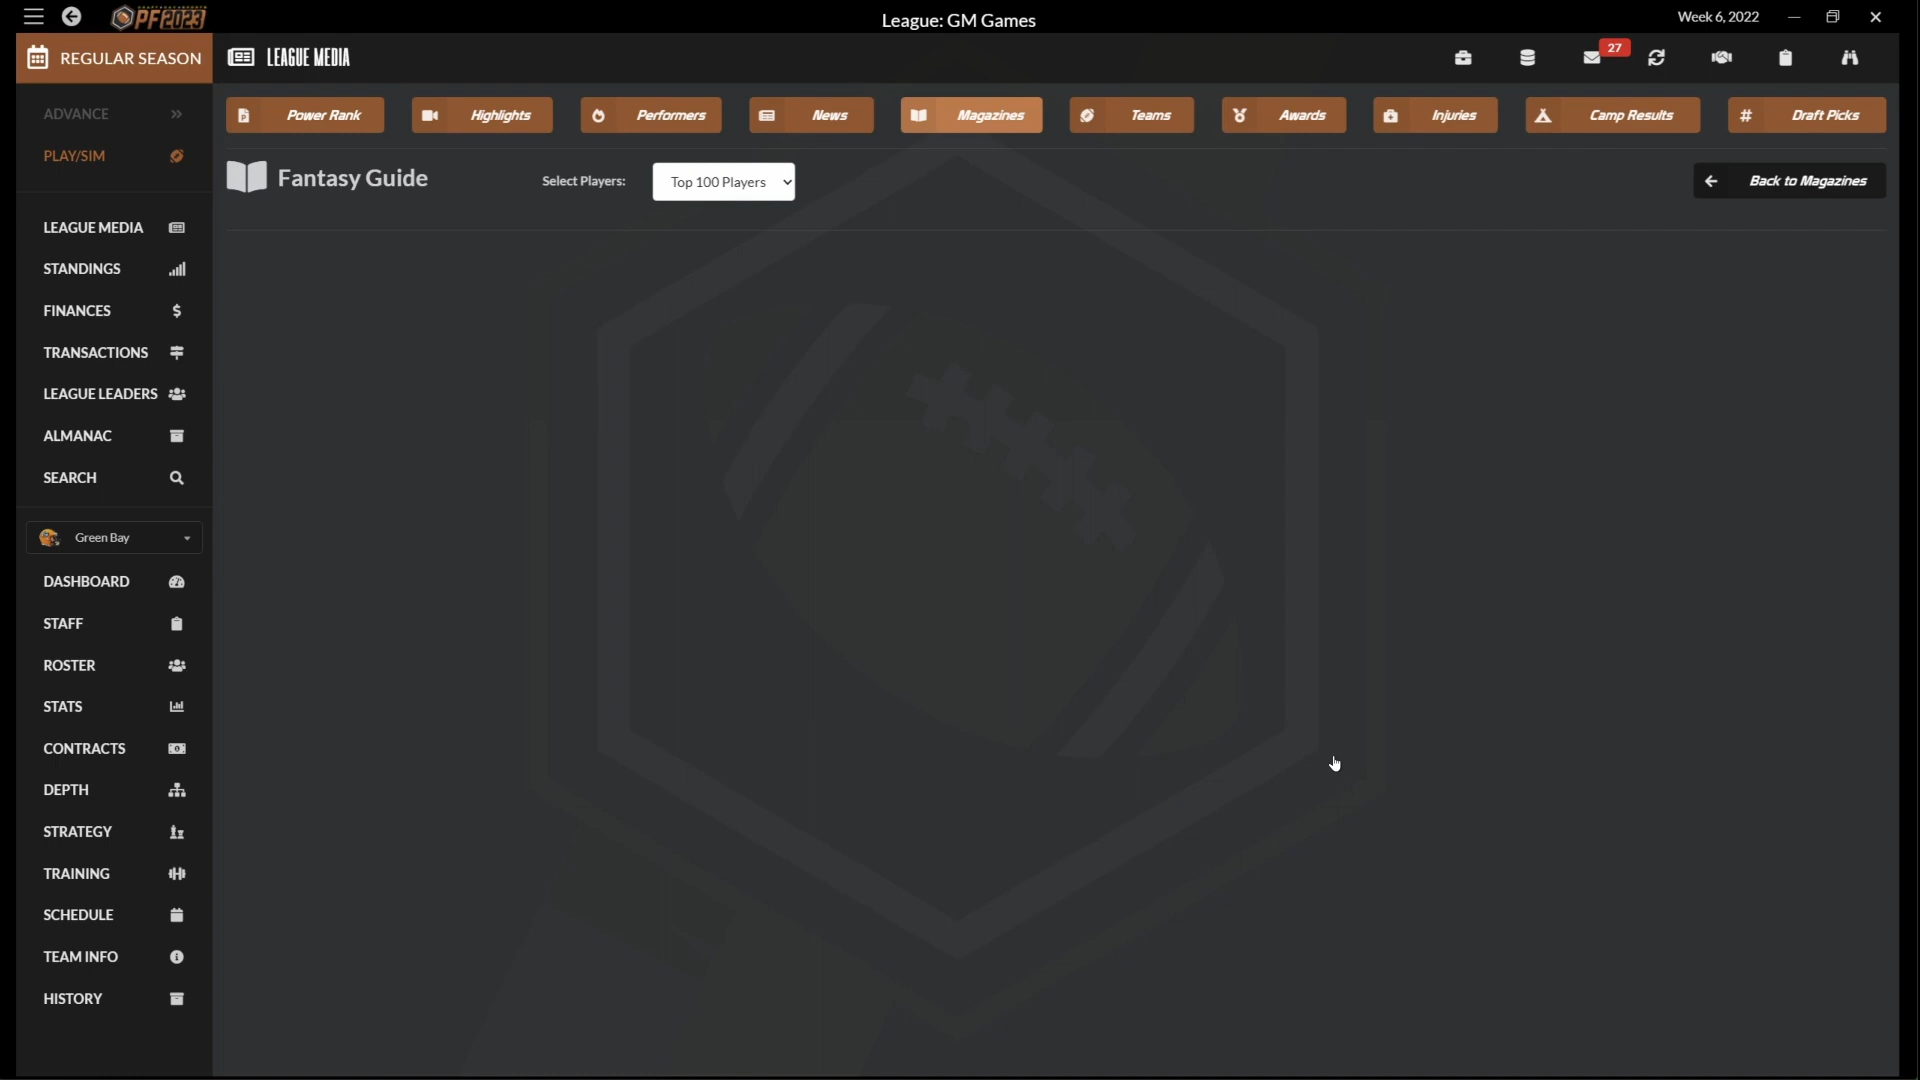 PF2023
League: GM Games
Week 6, 2022
REGULAR SEASON
LEAGUE MEDIA
27
ADVANCE
PLAY/SIM
Power Rank
Highlights
Performers
News
Magazines
Teams
Awards
Injuries
Camp Results
Draft Picks
Fantasy Guide
Select Players:
Top 100 Players
Back to Magazines
LEAGUE MEDIA
STANDINGS
FINANCES
TRANSACTIONS
LEAGUE LEADERS
ALMANAC
SEARCH
Green Bay
DASHBOARD
STAFF
ROSTER
STATS
CONTRACTS
DEPTH
STRATEGY
TRAINING
SCHEDULE
TEAM INFO
HISTORY